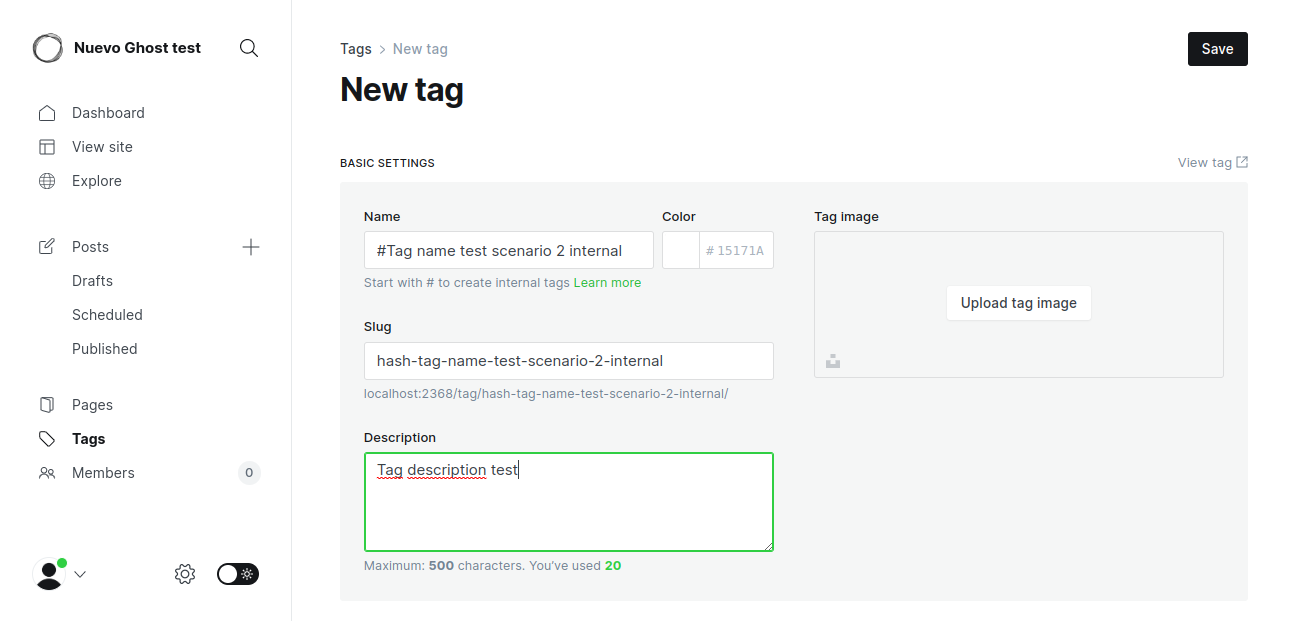 Nuevo Ghost test
Dashboard
View site
Explore
Posts
Drafts
Scheduled
Published
Pages
Tags
Members 0
Tags > New tag
Save
New tag
BASIC SETTINGS
View tag
Name
#Tag name test scenario 2 internal
Start with # to create internal tags Learn more
Color
# 15171A
Slug
hash-tag-name-test-scenario-2-internal
localhost:2368/tag/hash-tag-name-test-scenario-2-internal/
Description
Tag description test
Maximum: 500 characters. You've used 20
Tag image
Upload tag image